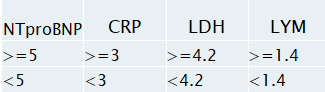 NTproBNP CRP LDH LYM
>=5 >=3 >=4.2 >=1.4
<5 <3 <4.2 <1.4